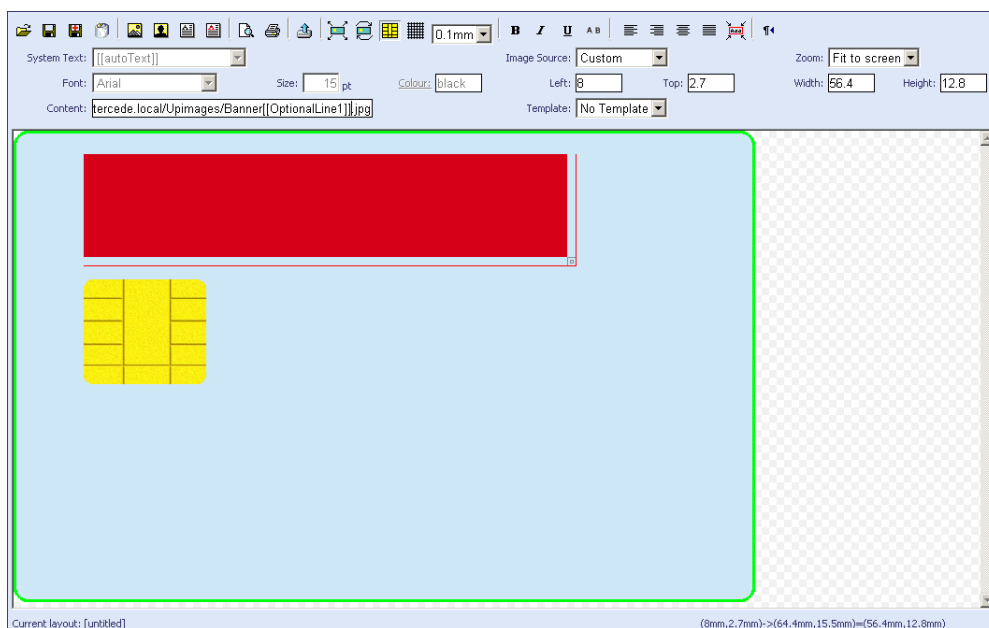 0.1mm B I U A B
System Text: [[autoText]] Image Source: Custom Zoom: Fit to screen
Font: Arial Size: 15 pt Colour: black Left: 8 Top: 2.7 Width: 56.4 Height: 12.8
Content: tercede.local/Upimages/Banner[[OptionalLine1]].jpg Template: No Template
Current layout: [untitled] (8mm,2.7mm)->(64.4mm,15.5mm)=(56.4mm,12.8mm)